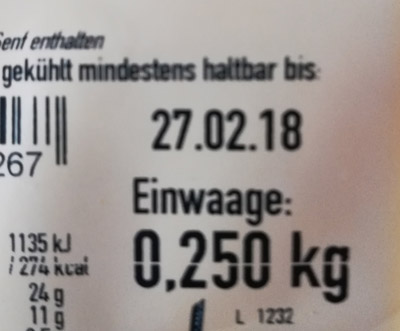 Senf enthalten
gekühlt mindestens haltbar bis:
27.02.18
267
Einwaage:
1135 kJ
/ 274 kcal
0,250 kg
24 g
11 g
L 1232